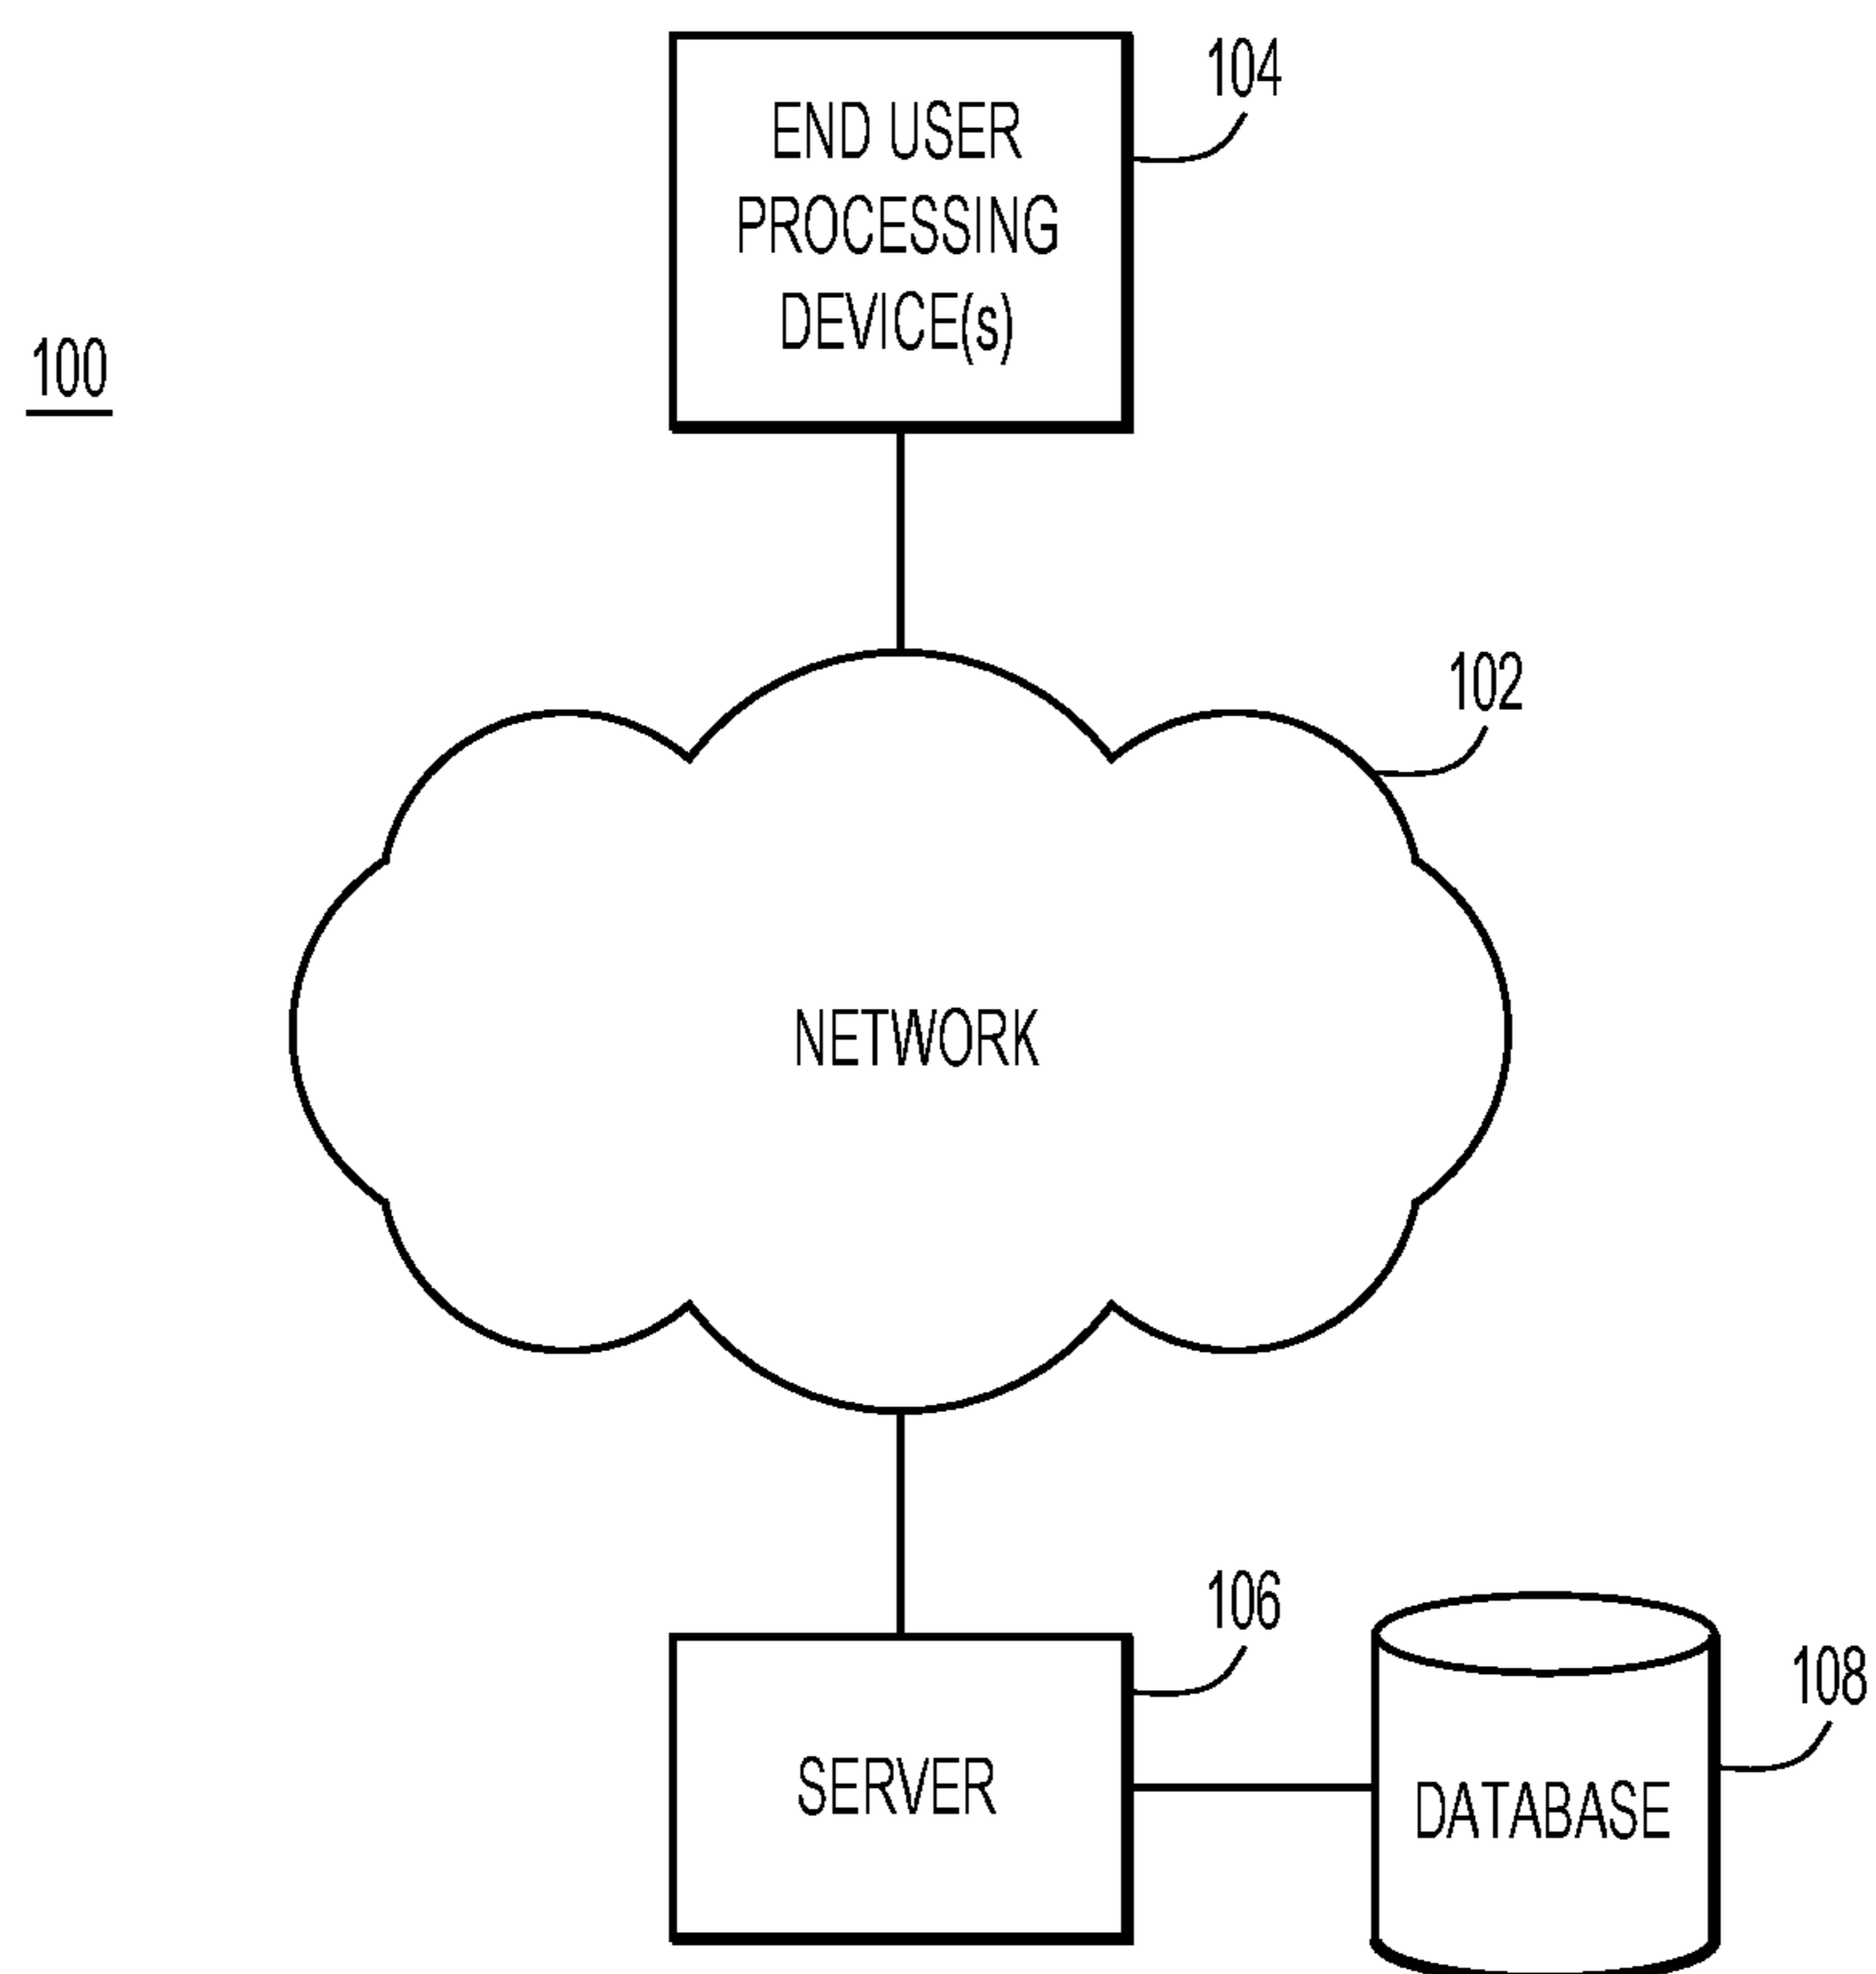 104
END USER
PROCESSING
DEVICE(s)
100
102
NETWORK
106
108
SERVER
DATABASE